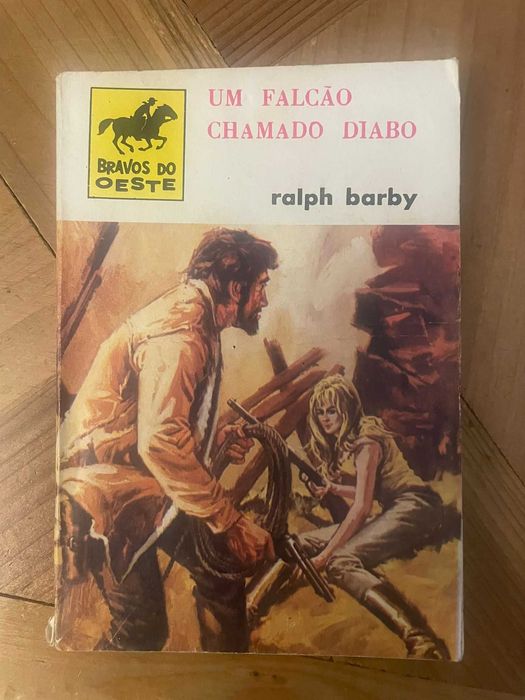 UM FALCÃO
CHAMADO DIABO
BRAVOS DO
OESTE
ralph barby